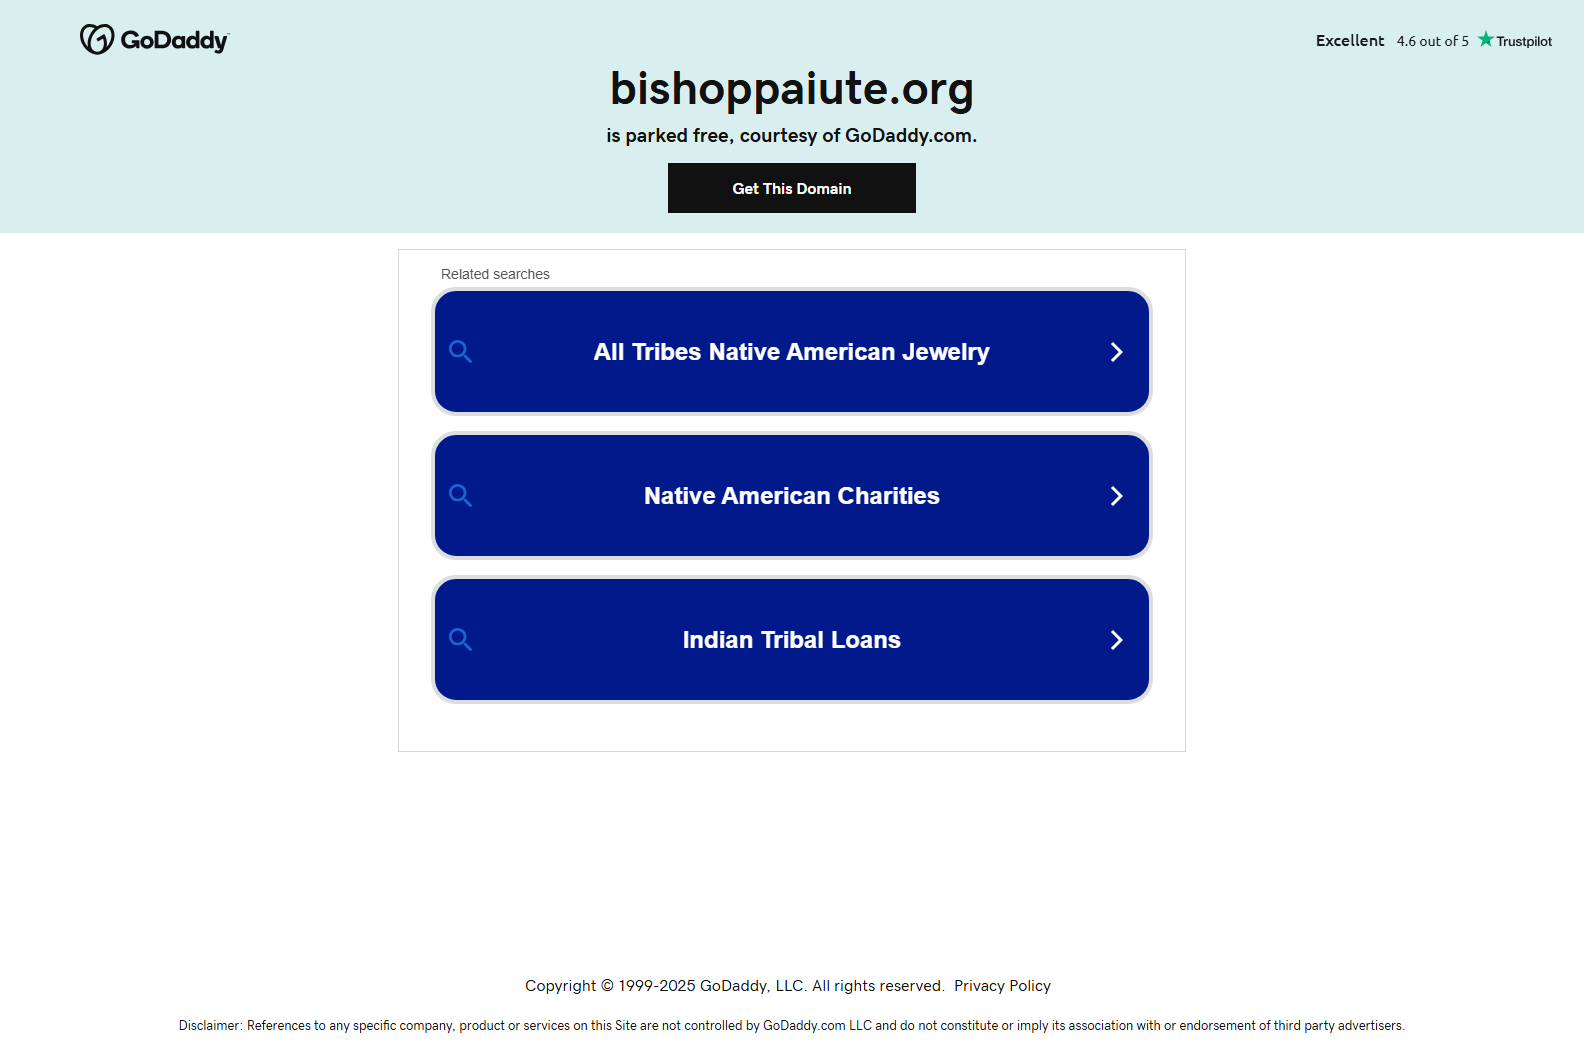 GoDaddy
Excellent 4.6 out of 5 Trustpilot
bishoppaiute.org
is parked free, courtesy of GoDaddy.com.
Get This Domain
Related searches
All Tribes Native American Jewelry
Native American Charities
Indian Tribal Loans
Copyright © 1999-2025 GoDaddy, LLC. All rights reserved. Privacy Policy
Disclaimer: References to any specific company, product or services on this Site are not controlled by GoDaddy.com LLC and do not constitute or imply its association with or endorsement of third party advertisers.